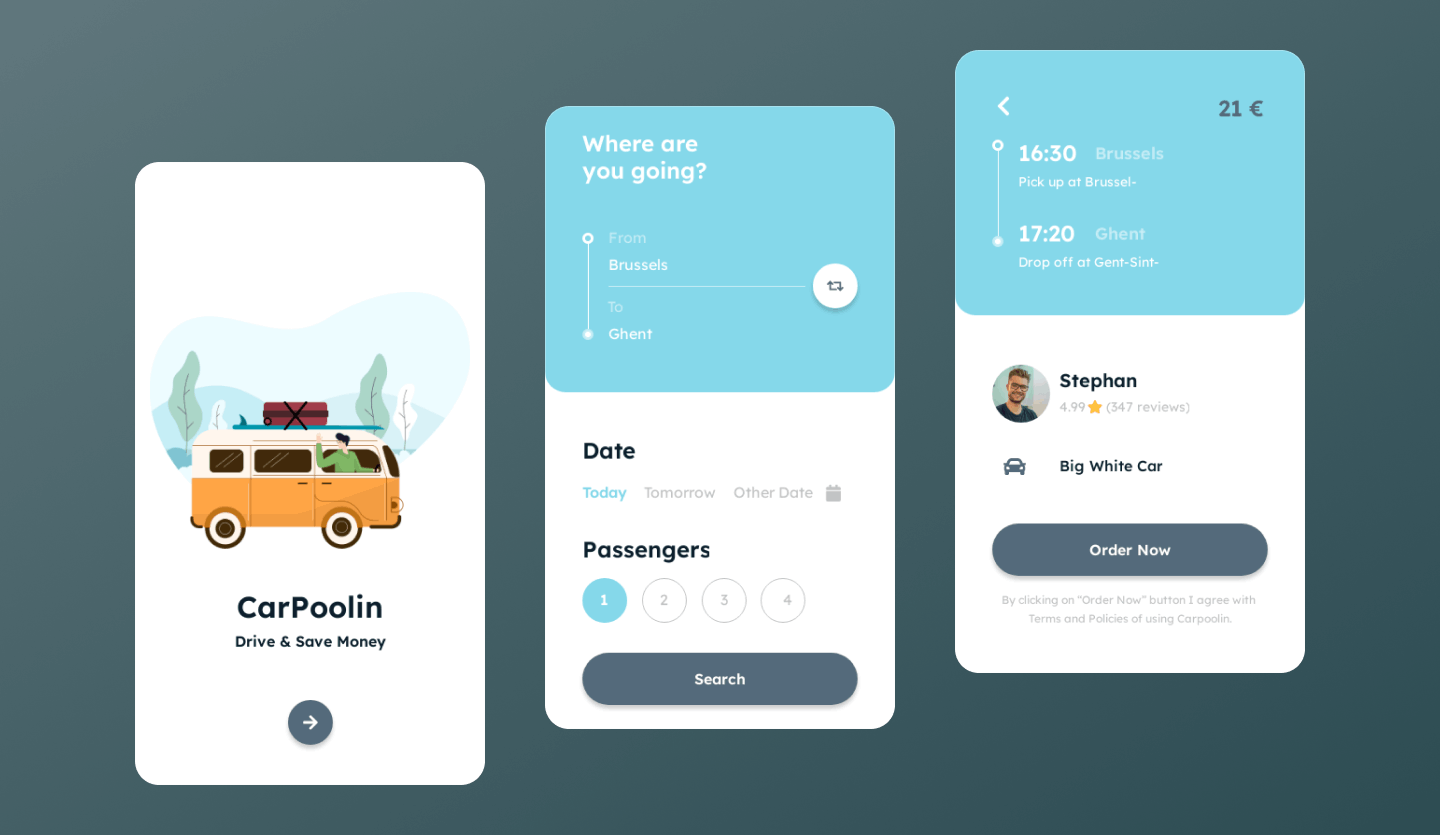 CarPoolin
Drive & Save Money
Where are
you going?
From
Brussels
To
Ghent
Date
Today Tomorrow Other Date
Passengers
1 2 3 4
Search
21 €
16:30 Brussels
Pick up at Brussel-
17:20 Ghent
Drop off at Gent-Sint-
Stephan
4.99 (347 reviews)
Big White Car
Order Now
By clicking on "Order Now" button I agree with
Terms and Policies of using Carpoolin.